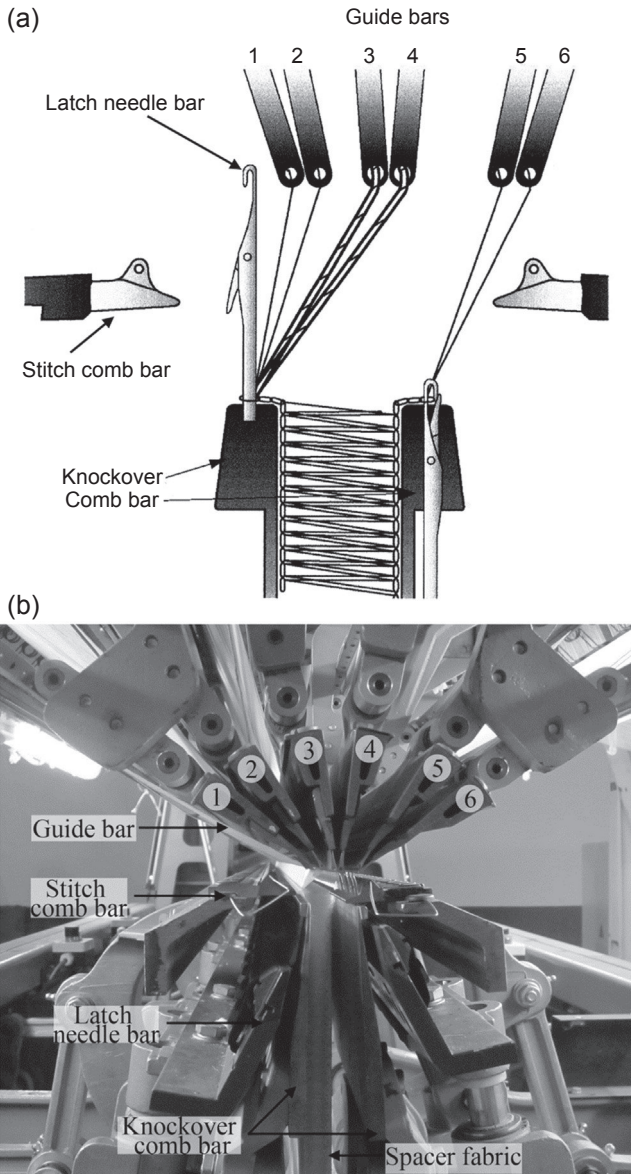 (a)
Guide bars
1 2 3 4 5 6
Latch needle bar
Stitch comb bar
Knockover
Comb bar
(b)
1 2 3 4 5 6
Guide bar
Stitch
comb bar
Latch
needle bar
Knockover
comb bar
Spacer fabric